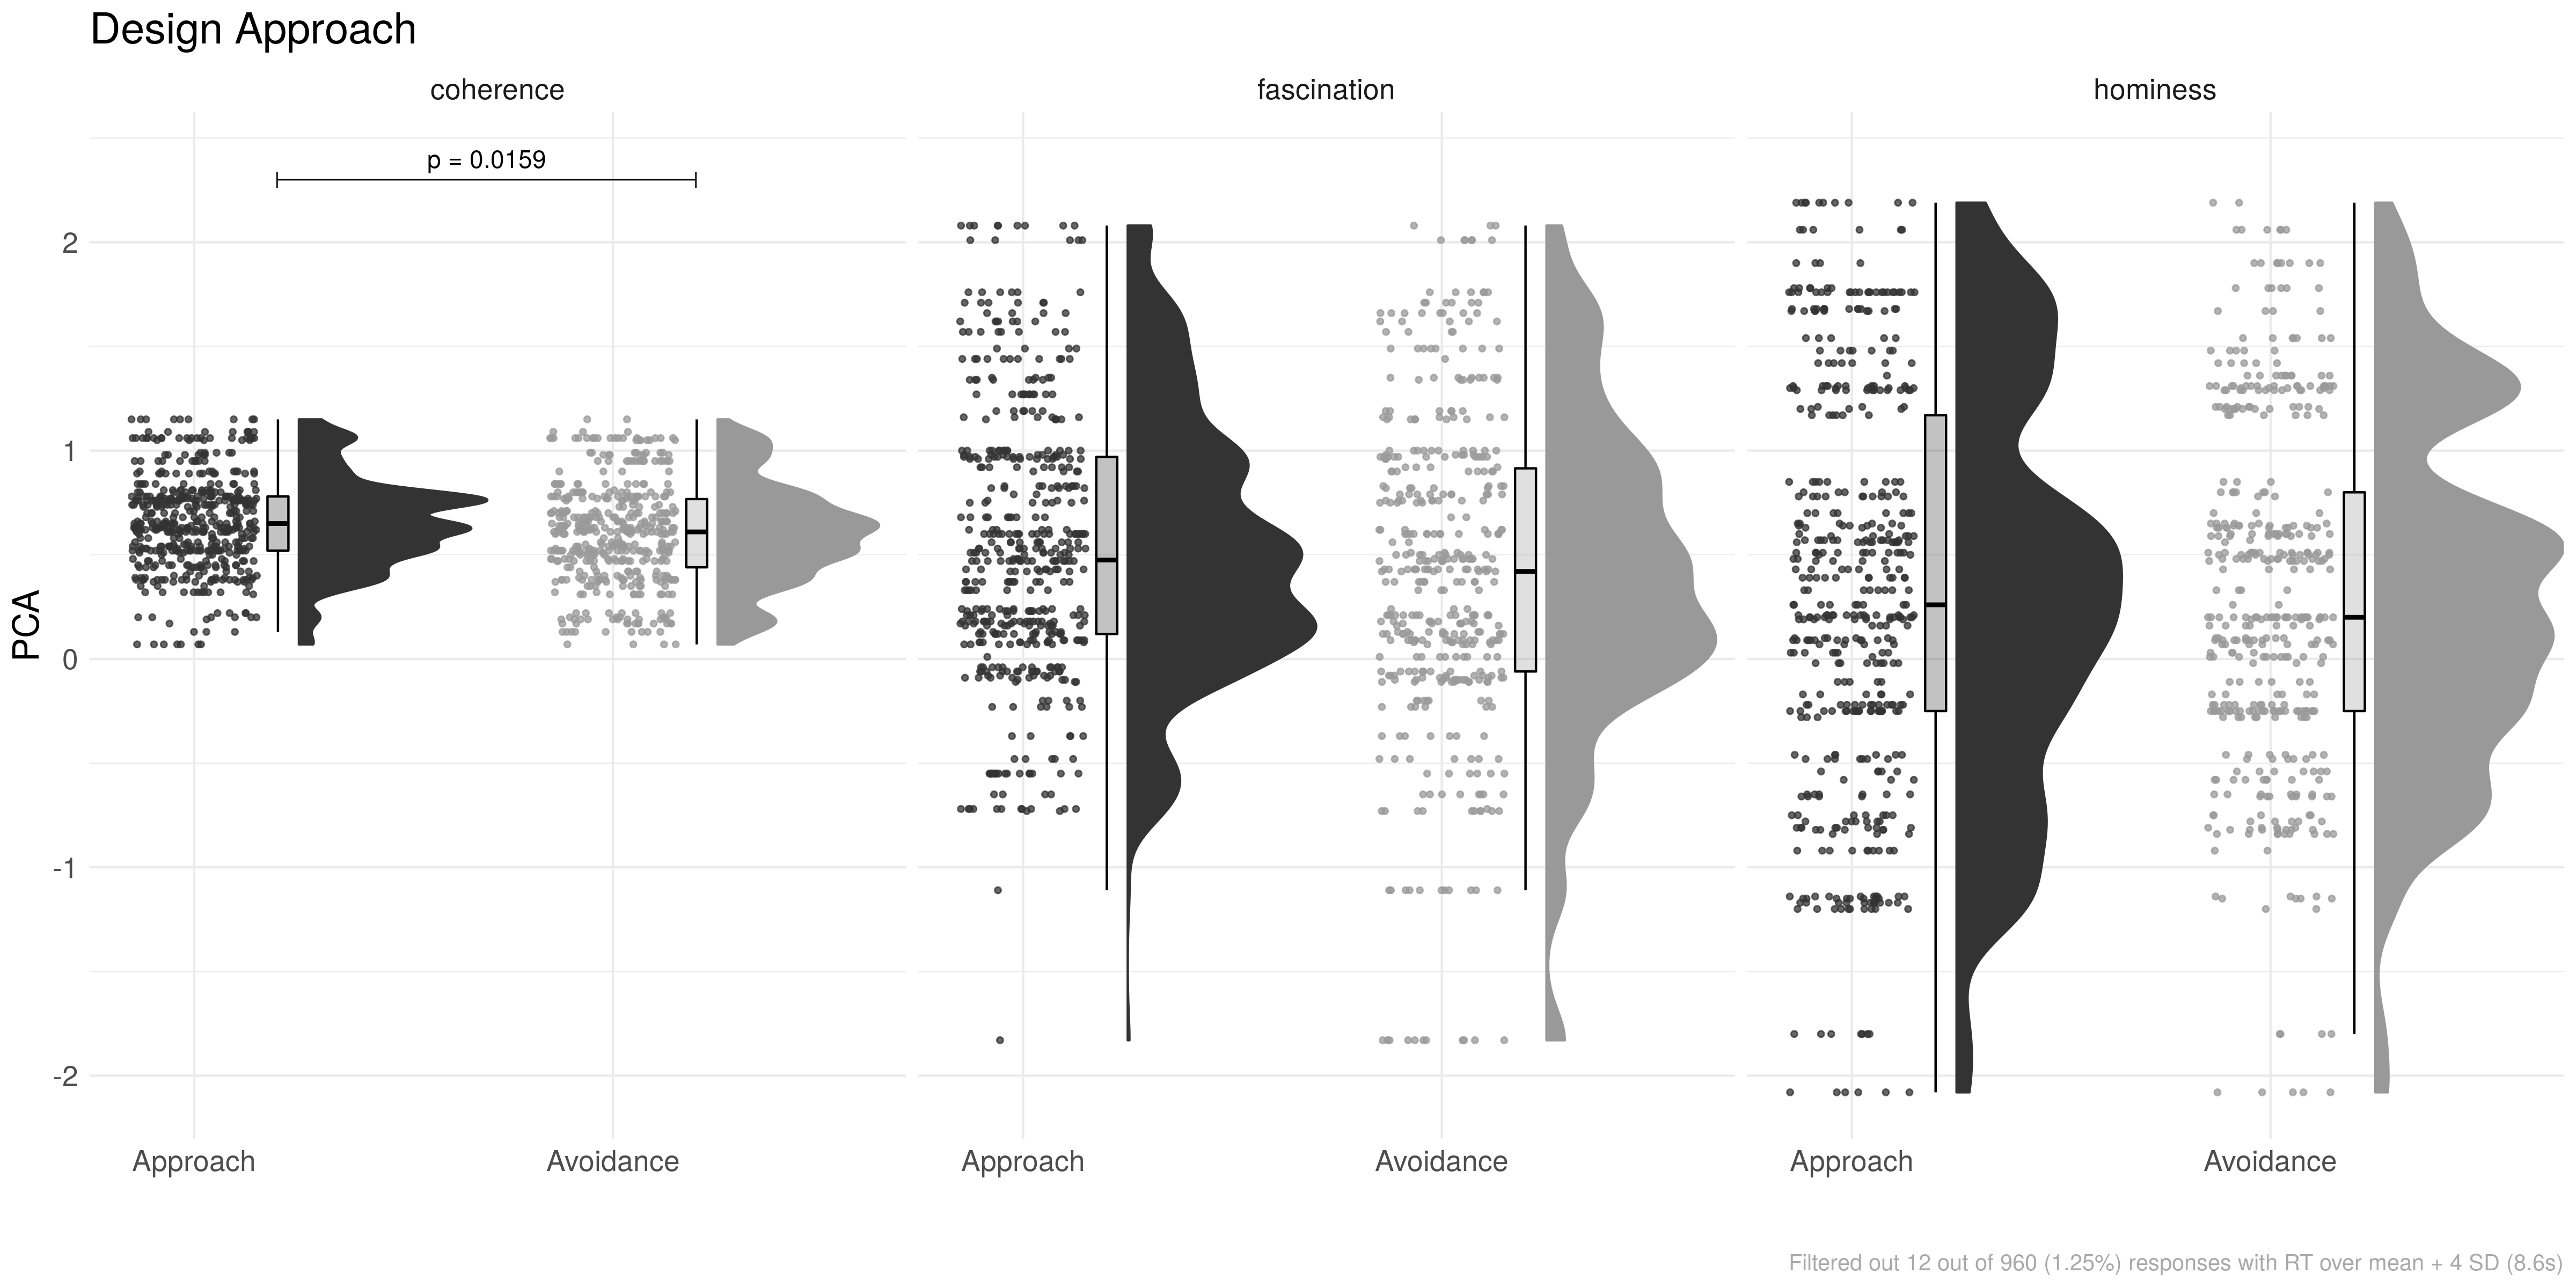 Design Approach
coherence
fascination
hominess
p = 0.0159
PCA
2
1
0
-1
-2
Approach
Avoidance
Approach
Avoidance
Approach
Avoidance
Filtered out 12 out of 960 (1.25%) responses with RT over mean + 4 SD (8.6s)